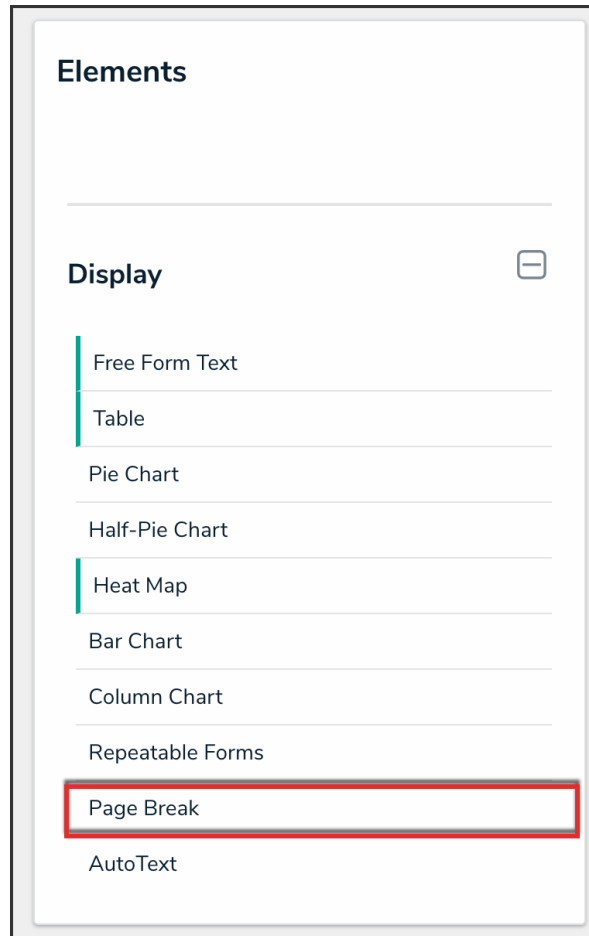 Elements
Display
Free Form Text
Table
Pie Chart
Half-Pie Chart
Heat Map
Bar Chart
Column Chart
Repeatable Forms
Page Break
AutoText